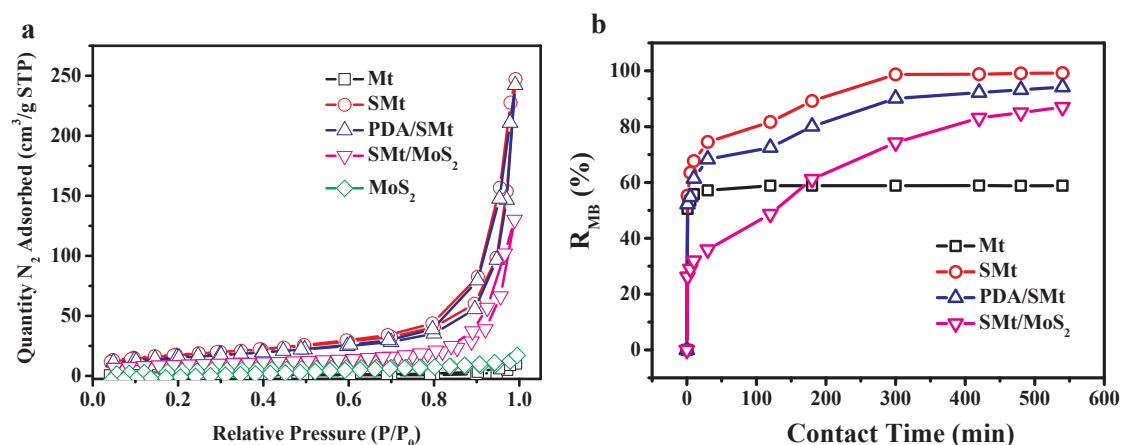 a
Quantity N₂ Adsorbed (cm³/g STP)
250
200
150
100
50
0
Mt
SMt
PDA/SMt
SMt/MoS₂
MoS₂
0.0 0.2 0.4 0.6 0.8 1.0
Relative Pressure (P/P₀)
b
R_MB (%)
100
80
60
40
20
0
Mt
SMt
PDA/SMt
SMt/MoS₂
0 100 200 300 400 500 600
Contact Time (min)